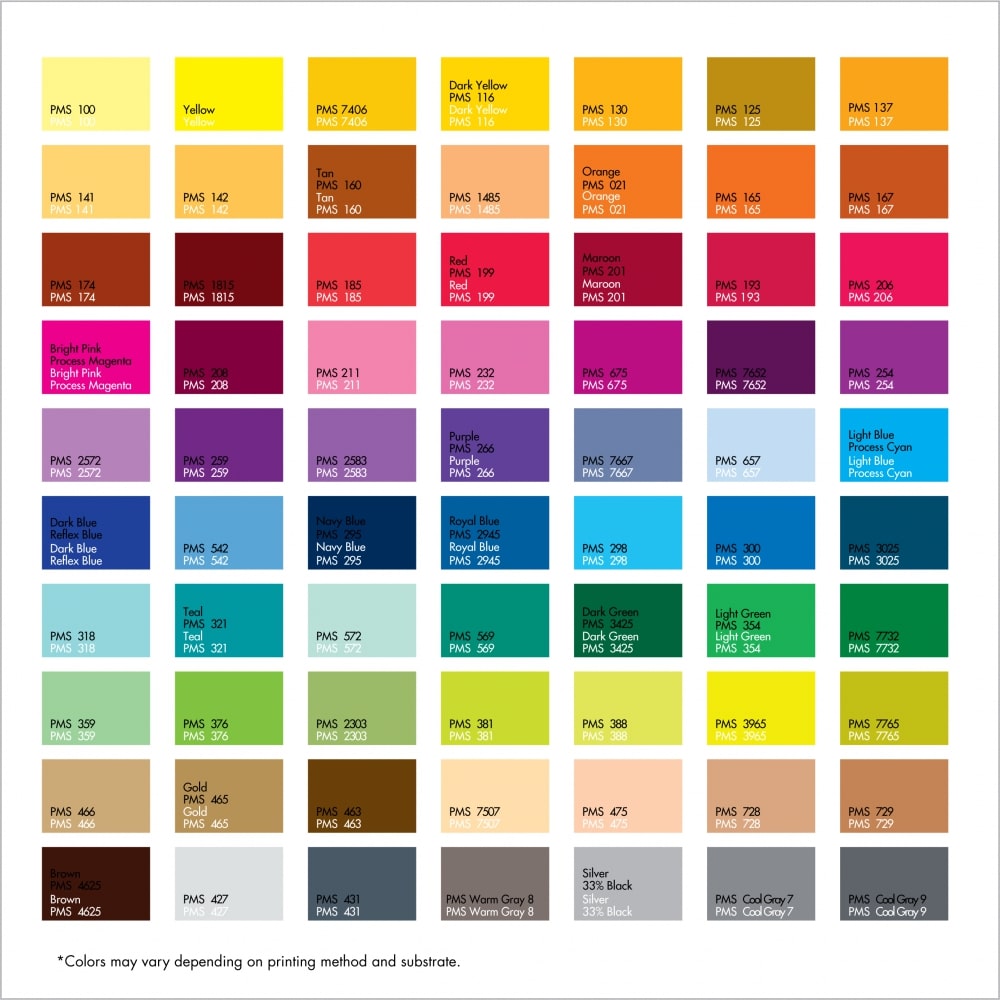 PMS 100
PMS 100
Yellow
Yellow
PMS 7406
PMS 7406
Dark Yellow
PMS 116
Dark Yellow
PMS 116
PMS 130
PMS 130
PMS 125
PMS 125
PMS 137
PMS 137
PMS 141
PMS 141
PMS 142
PMS 142
Tan
PMS 160
Tan
PMS 160
PMS 1485
PMS 1485
Orange
PMS 021
Orange
PMS 021
PMS 165
PMS 165
PMS 167
PMS 167
PMS 174
PMS 174
PMS 1815
PMS 1815
PMS 185
PMS 185
Red
PMS 199
Red
PMS 199
Maroon
PMS 201
Maroon
PMS 201
PMS 193
PMS 193
PMS 206
PMS 206
Bright Pink
Process Magenta
Bright Pink
Process Magenta
PMS 208
PMS 208
PMS 211
PMS 211
PMS 232
PMS 232
PMS 675
PMS 675
PMS 7652
PMS 7652
PMS 254
PMS 254
PMS 2572
PMS 2572
PMS 259
PMS 259
PMS 2583
PMS 2583
Purple
PMS 266
Purple
PMS 266
PMS 7667
PMS 7667
PMS 657
PMS 657
Light Blue
Process Cyan
Light Blue
Process Cyan
Dark Blue
Reflex Blue
Dark Blue
Reflex Blue
PMS 542
PMS 542
Navy Blue
PMS 295
Navy Blue
PMS 295
Royal Blue
PMS 2945
Royal Blue
PMS 2945
PMS 298
PMS 298
PMS 300
PMS 300
PMS 3025
PMS 3025
PMS 318
PMS 318
Teal
PMS 321
Teal
PMS 321
PMS 572
PMS 572
PMS 569
PMS 569
Dark Green
PMS 3425
Dark Green
PMS 3425
Light Green
PMS 354
Light Green
PMS 354
PMS 7732
PMS 7732
PMS 359
PMS 359
PMS 376
PMS 376
PMS 2303
PMS 2303
PMS 381
PMS 381
PMS 388
PMS 388
PMS 3965
PMS 3965
PMS 7765
PMS 7765
PMS 466
PMS 466
Gold
PMS 465
Gold
PMS 465
PMS 463
PMS 463
PMS 7507
PMS 7507
PMS 475
PMS 475
PMS 728
PMS 728
PMS 729
PMS 729
Brown
PMS 4625
Brown
PMS 4625
PMS 427
PMS 427
PMS 431
PMS 431
PMS Warm Gray 8
PMS Warm Gray 8
Silver
33% Black
Silver
33% Black
PMS Cool Gray 7
PMS Cool Gray 7
PMS Cool Gray 9
PMS Cool Gray 9
*Colors may vary depending on printing method and substrate.